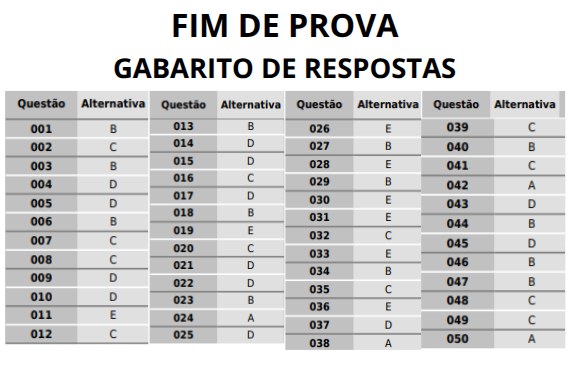 FIM DE PROVA
GABARITO DE RESPOSTAS
Questão Alternativa
001 B
002 C
003 B
004 D
005 D
006 B
007 C
008 C
009 D
010 D
011 E
012 C
Questão Alternativa
013 B
014 D
015 D
016 C
017 D
018 B
019 E
020 C
021 D
022 D
023 B
024 A
025 D
Questão Alternativa
026 E
027 B
028 E
029 B
030 E
031 E
032 C
033 E
034 B
035 C
036 E
037 D
038 A
Questão Alternativa
039 C
040 B
041 C
042 A
043 D
044 B
045 D
046 B
047 B
048 C
049 C
050 A